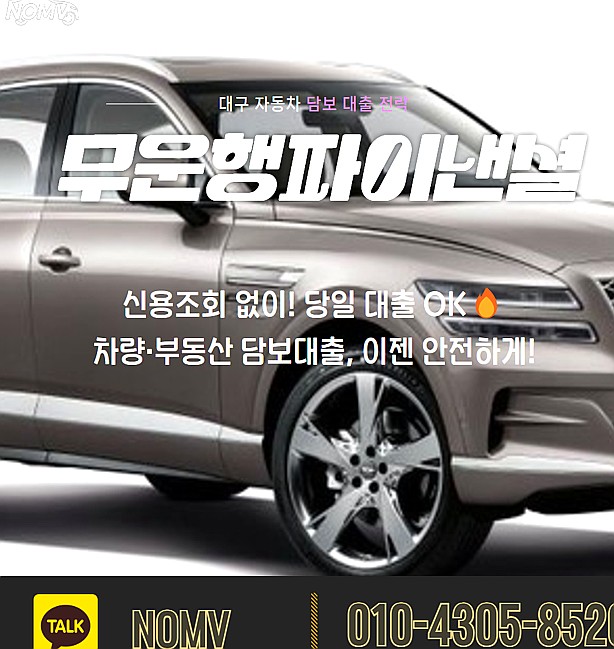 NOMV
대구 자동차 담보 대출 전략
무운행파이낸셜
신용조회 없이! 당일 대출 OK🔥
차량·부동산 담보대출, 이젠 안전하게!
TALK NOMV 010-4305-8520